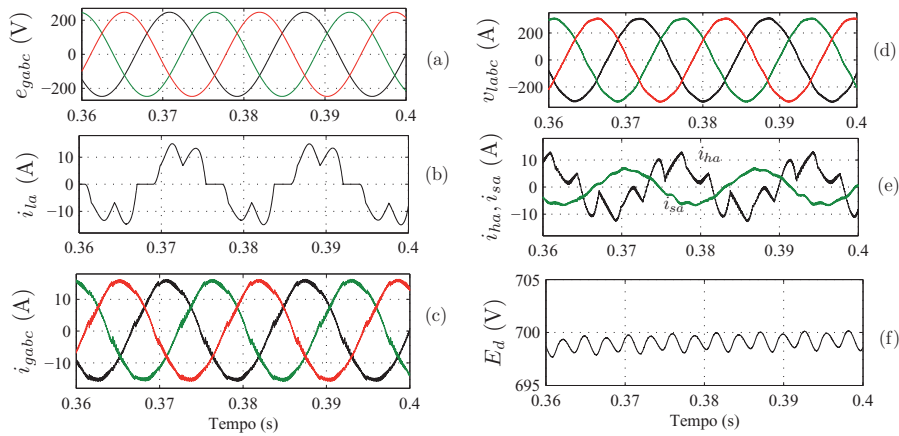 e_gabc (V)
200
0
−200
0.36 0.37 0.38 0.39 0.4
(a)
i_la (A)
10
0
−10
0.36 0.37 0.38 0.39 0.4
(b)
i_gabc (A)
10
0
−10
0.36 0.37 0.38 0.39 0.4
Tempo (s)
(c)
v_labc (A)
200
0
−200
0.36 0.37 0.38 0.39 0.4
(d)
i_ha, i_sa (A)
10
0
−10
i_ha
i_sa
0.36 0.37 0.38 0.39 0.4
(e)
E_d (V)
705
700
695
0.36 0.37 0.38 0.39 0.4
Tempo (s)
(f)